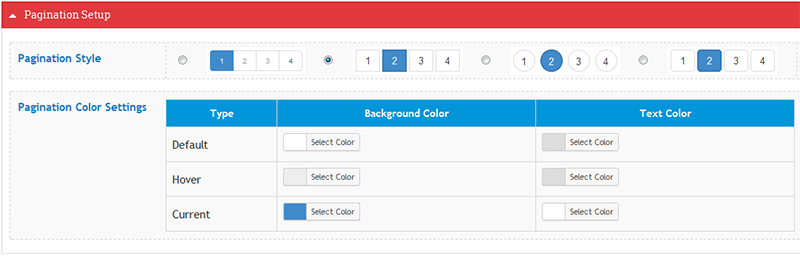 Pagination Setup
Pagination Style 1 2 3 4 1 2 3 4 1 2 3 4 1 2 3 4
Pagination Color Settings
Type Background Color Text Color
Default Select Color Select Color
Hover Select Color Select Color
Current Select Color Select Color